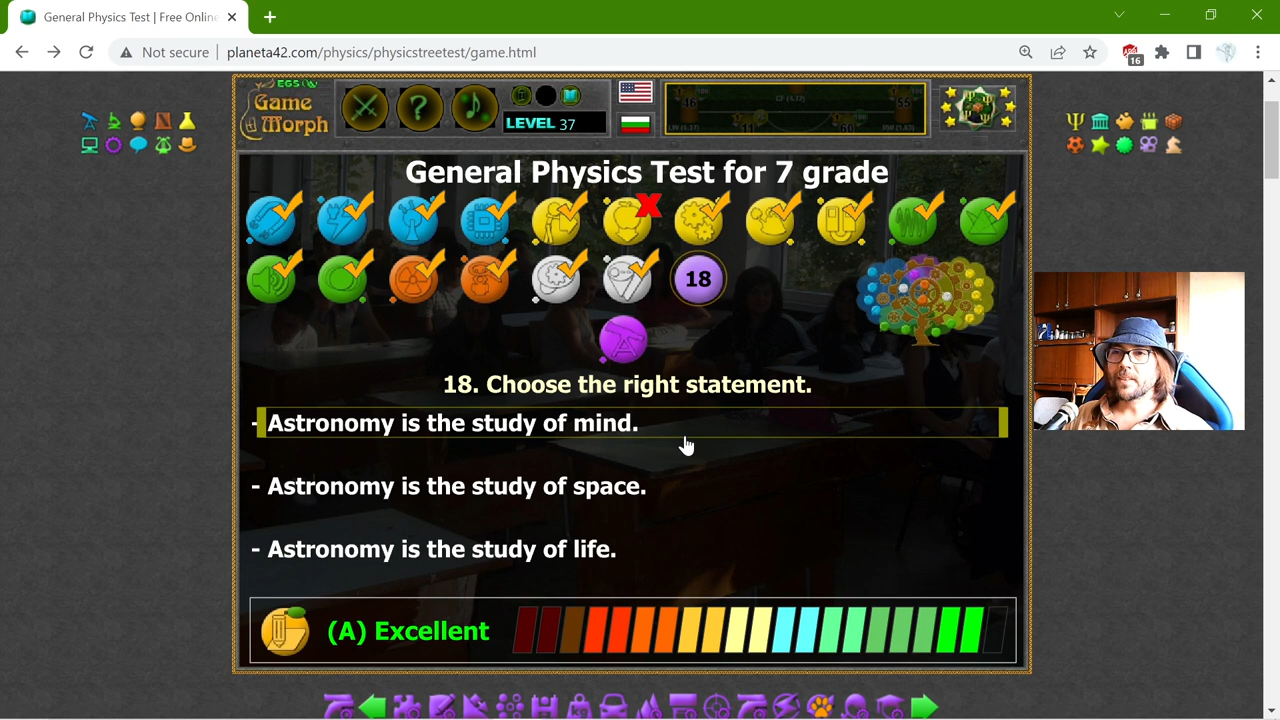 General Physics Test | Free Online
Not secure planeta42.com/physics/physicstreetest/game.html
16
EGS
Game Morph
LEVEL 37
General Physics Test for 7 grade
18
18. Choose the right statement.
- Astronomy is the study of mind.
- Astronomy is the study of space.
- Astronomy is the study of life.
(A) Excellent